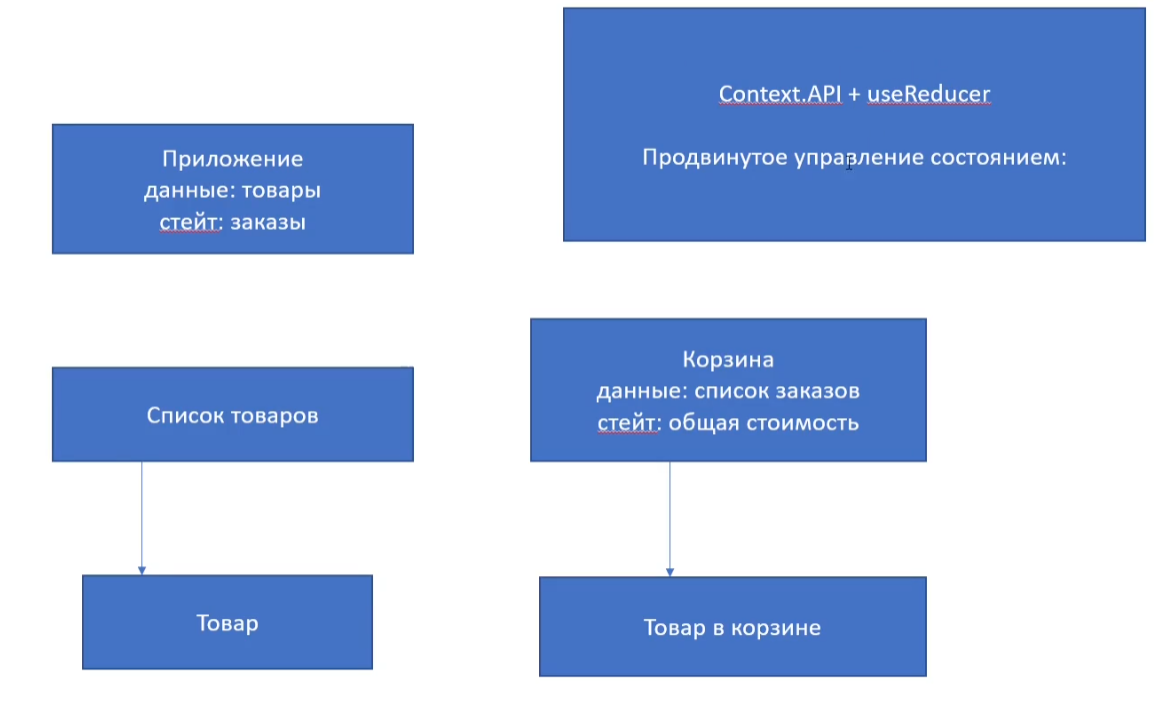 Context.API + useReducer
Продвинутое управление состоянием:
Приложение
данные: товары
стейт: заказы
Список товаров
Корзина
данные: список заказов
стейт: общая стоимость
Товар
Товар в корзине